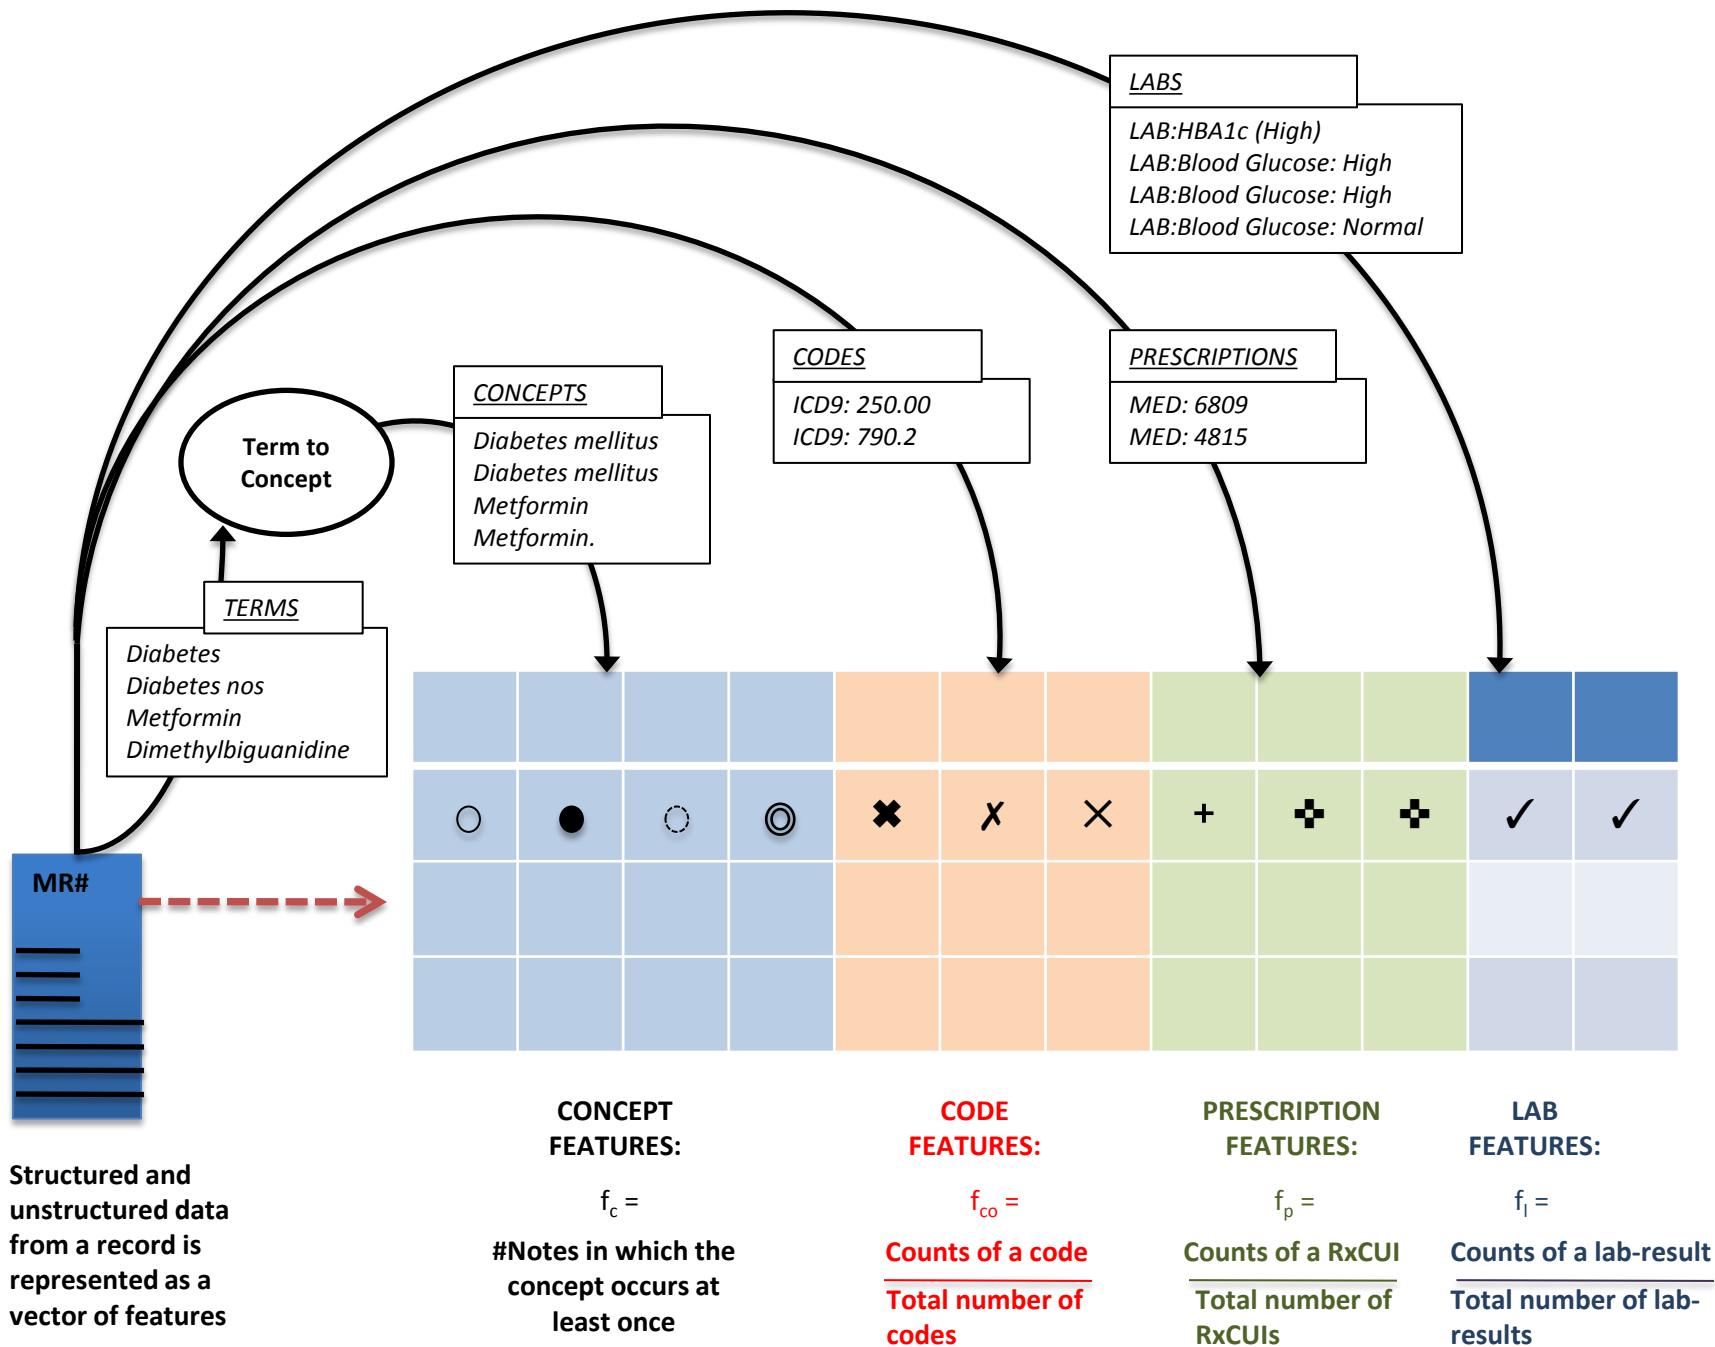 LABS
LAB:HBA1c (High)
LAB:Blood Glucose: High
LAB:Blood Glucose: High
LAB:Blood Glucose: Normal
CODES
ICD9: 250.00
ICD9: 790.2
PRESCRIPTIONS
MED: 6809
MED: 4815
CONCEPTS
Diabetes mellitus
Diabetes mellitus
Metformin
Metformin.
Term to
Concept
TERMS
Diabetes
Diabetes nos
Metformin
Dimethylbiguanidine
MR#
Structured and
unstructured data
from a record is
represented as a
vector of features
CONCEPT
FEATURES:
fc =
#Notes in which the
concept occurs at
least once
CODE
FEATURES:
fco =
Counts of a code
Total number of
codes
PRESCRIPTION
FEATURES:
fp =
Counts of a RxCUI
Total number of
RxCUIs
LAB
FEATURES:
fl =
Counts of a lab-result
Total number of lab-
results